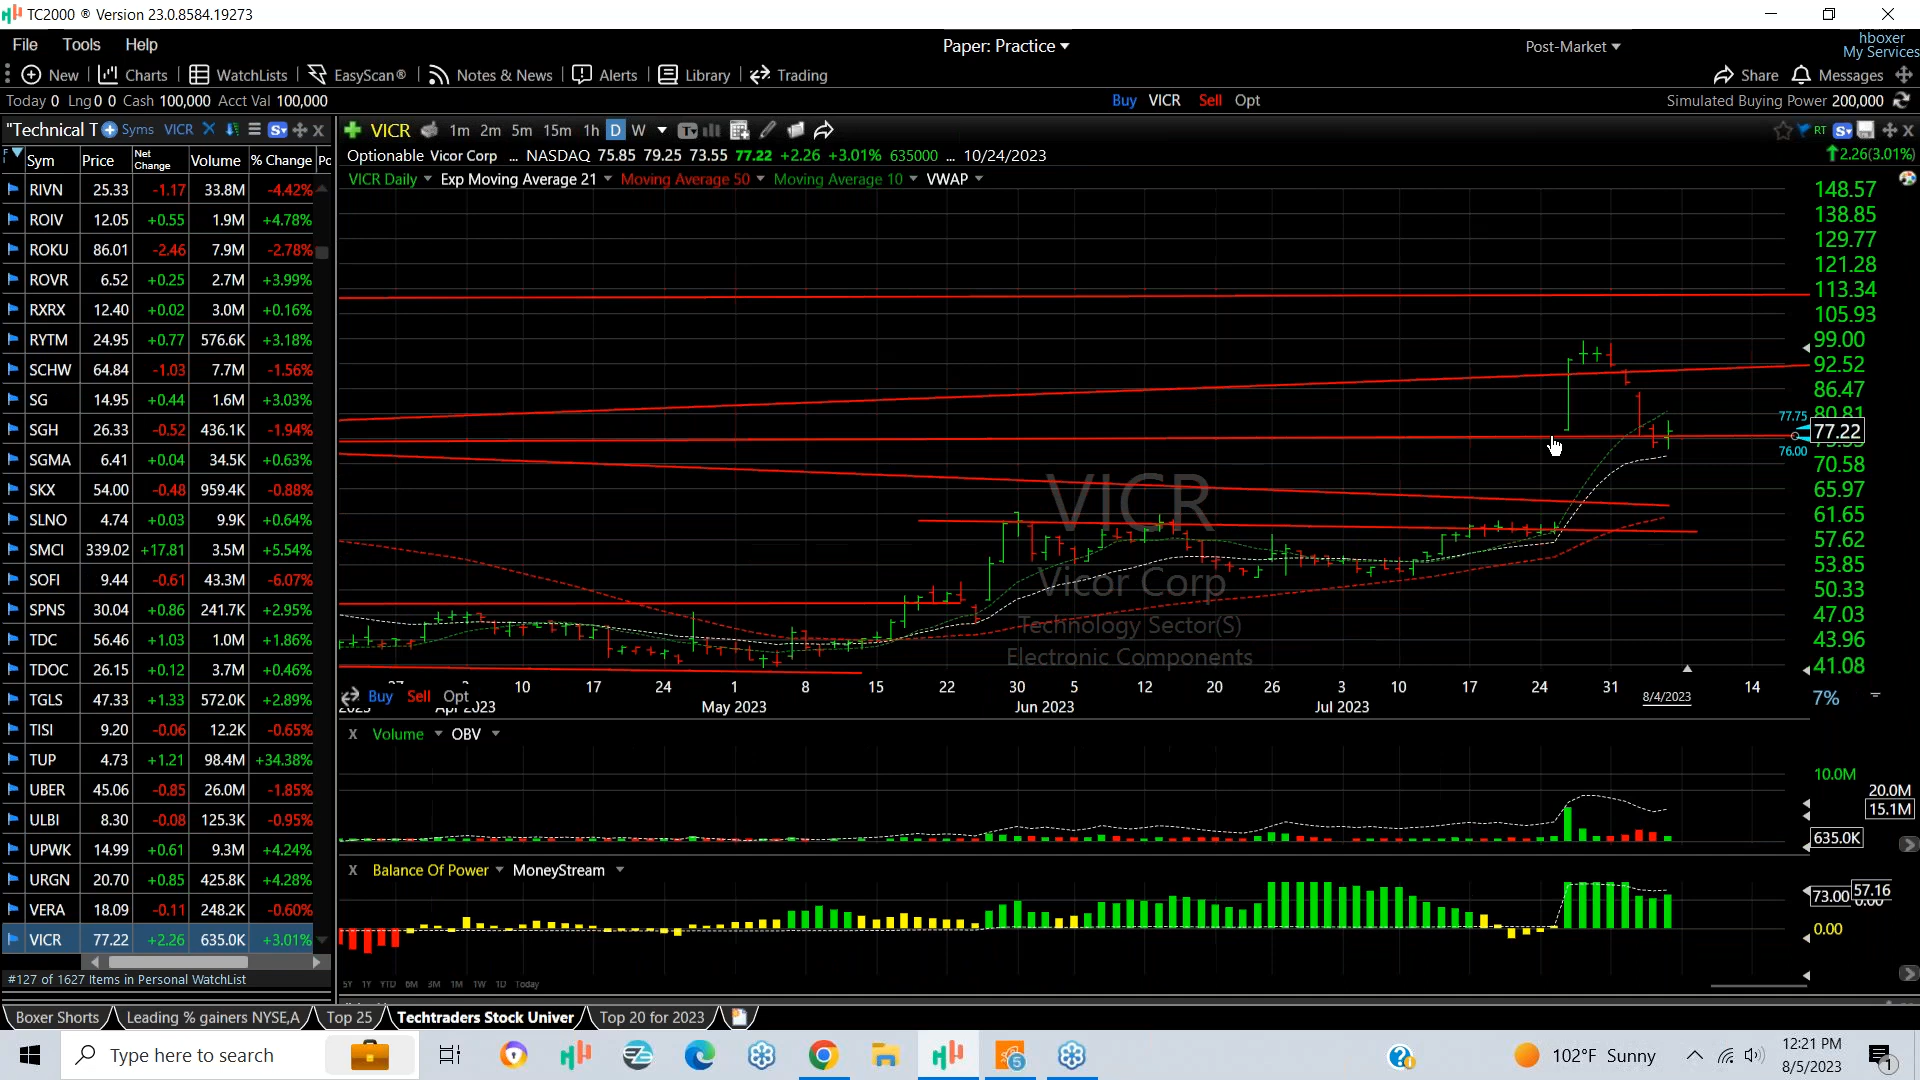 TC2000 ® Version 23.0.8584.19273
File Tools Help Paper: Practice Post-Market hboxer
My Services
New Charts WatchLists EasyScan® Notes & News Alerts Library Trading Share Messages
Today 0 Lng 0 0 Cash 100,000 Acct Val 100,000 Buy VICR Sell Opt Simulated Buying Power 200,000
"Technical T Syms VICR
VICR 1m 2m 5m 15m 1h D W RT
Sym Price Net Change Volume % Change
Optionable Vicor Corp ... NASDAQ 75.85 79.25 73.55 77.22 +2.26 +3.01% 635000 ... 10/24/2023 2.26(3.01%)
VICR Daily Exp Moving Average 21 Moving Average 50 Moving Average 10 VWAP
RIVN 25.33 -1.17 33.8M -4.42%
ROIV 12.05 +0.55 1.9M +4.78%
ROKU 86.01 -2.46 7.9M -2.78%
ROVR 6.52 +0.25 2.7M +3.99%
RXRX 12.40 +0.02 3.0M +0.16%
RYTM 24.95 +0.77 576.6K +3.18%
SCHW 64.84 -1.03 7.7M -1.56%
SG 14.95 +0.44 1.6M +3.03%
SGH 26.33 -0.52 436.1K -1.94%
SGMA 6.41 +0.04 34.5K +0.63%
SKX 54.00 -0.48 959.4K -0.88%
SLNO 4.74 +0.03 9.9K +0.64%
SMCI 339.02 +17.81 3.5M +5.54%
SOFI 9.44 -0.61 43.3M -6.07%
SPNS 30.04 +0.86 241.7K +2.95%
TDC 56.46 +1.03 1.0M +1.86%
TDOC 26.15 +0.12 3.7M +0.46%
TGLS 47.33 +1.33 572.0K +2.89%
TISI 9.20 -0.06 12.2K -0.65%
TUP 4.73 +1.21 98.4M +34.38%
UBER 45.06 -0.85 26.0M -1.85%
ULBI 8.30 -0.08 125.3K -0.95%
UPWK 14.99 +0.61 9.3M +4.24%
URGN 20.70 +0.85 425.8K +4.28%
VERA 18.09 -0.11 248.2K -0.60%
VICR 77.22 +2.26 635.0K +3.01%
#127 of 1627 Items in Personal WatchList
148.57
138.85
129.77
121.28
113.34
105.93
99.00
92.52
86.47
80.81
77.75
77.22
76.00
70.58
65.97
61.65
57.62
53.85
50.33
47.03
43.96
41.08
VICR
Vicor Corp
Technology Sector(S)
Electronic Components
10 17 24 1 8 15 22 30 5 12 20 26 3 10 17 24 31 14
Buy Sell Opt 8/4/2023 7%
May 2023 Jun 2023 Jul 2023
X Volume OBV
10.0M
20.0M
15.1M
635.0K
X Balance Of Power MoneyStream
73.00 57.16
0.00
5Y 1Y YTD 6M 3M 1M 1W 1D Today
Boxer Shorts Leading % gainers NYSE,A Top 25 Techtraders Stock Univer Top 20 for 2023
Type here to search 5 102°F Sunny 12:21 PM
8/5/2023 1